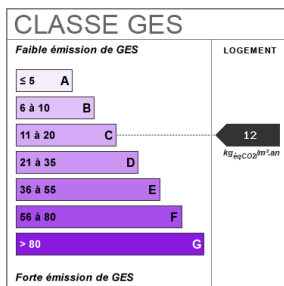 CLASSE GES
Faible émission de GES
LOGEMENT
≤ 5 A
6 à 10 B
11 à 20 C
12
kgéqCO2/m².an
21 à 35 D
36 à 55 E
56 à 80 F
> 80 G
Forte émission de GES